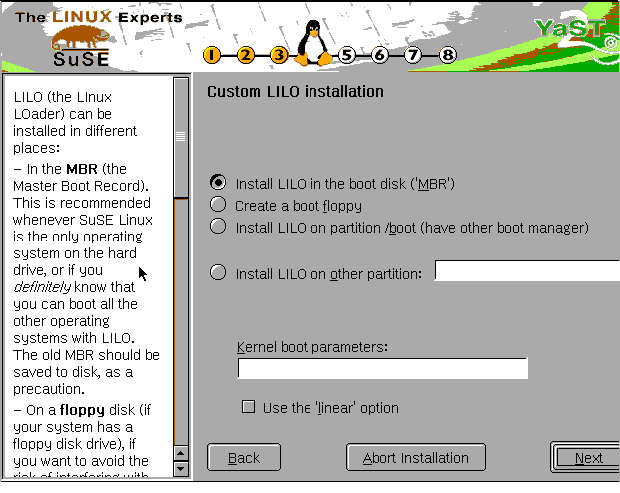 The LINUX Experts
SuSE
YaST
1 2 3 5 6 7 8
LILO (the LInux
LOader) can be
installed in different
places:
– In the MBR (the
Master Boot Record).
This is recommended
whenever SuSE Linux
is the only operating
system on the hard
drive, or if you
definitely know that
you can boot all the
other operating
systems with LILO.
The old MBR should be
saved to disk, as a
precaution.
– On a floppy disk (if
your system has a
floppy disk drive), if
you want to avoid the
risk of interfering with
Custom LILO installation
Install LILO in the boot disk ('MBR')
Create a boot floppy
Install LILO on partition /boot (have other boot manager)
Install LILO on other partition:
Kernel boot parameters:
Use the 'linear' option
Back
Abort Installation
Next